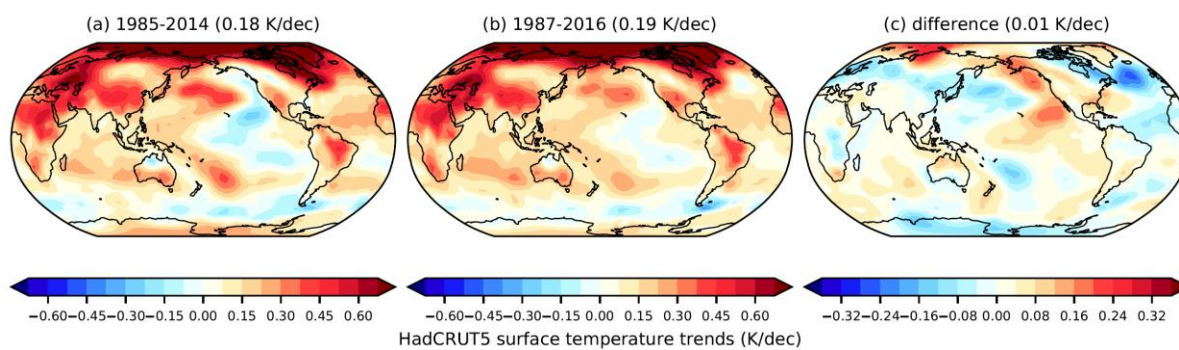 (a) 1985-2014 (0.18 K/dec)
(b) 1987-2016 (0.19 K/dec)
(c) difference (0.01 K/dec)
−0.60−0.45−0.30−0.15 0.00 0.15 0.30 0.45 0.60
−0.60−0.45−0.30−0.15 0.00 0.15 0.30 0.45 0.60
−0.32−0.24−0.16−0.08 0.00 0.08 0.16 0.24 0.32
HadCRUT5 surface temperature trends (K/dec)